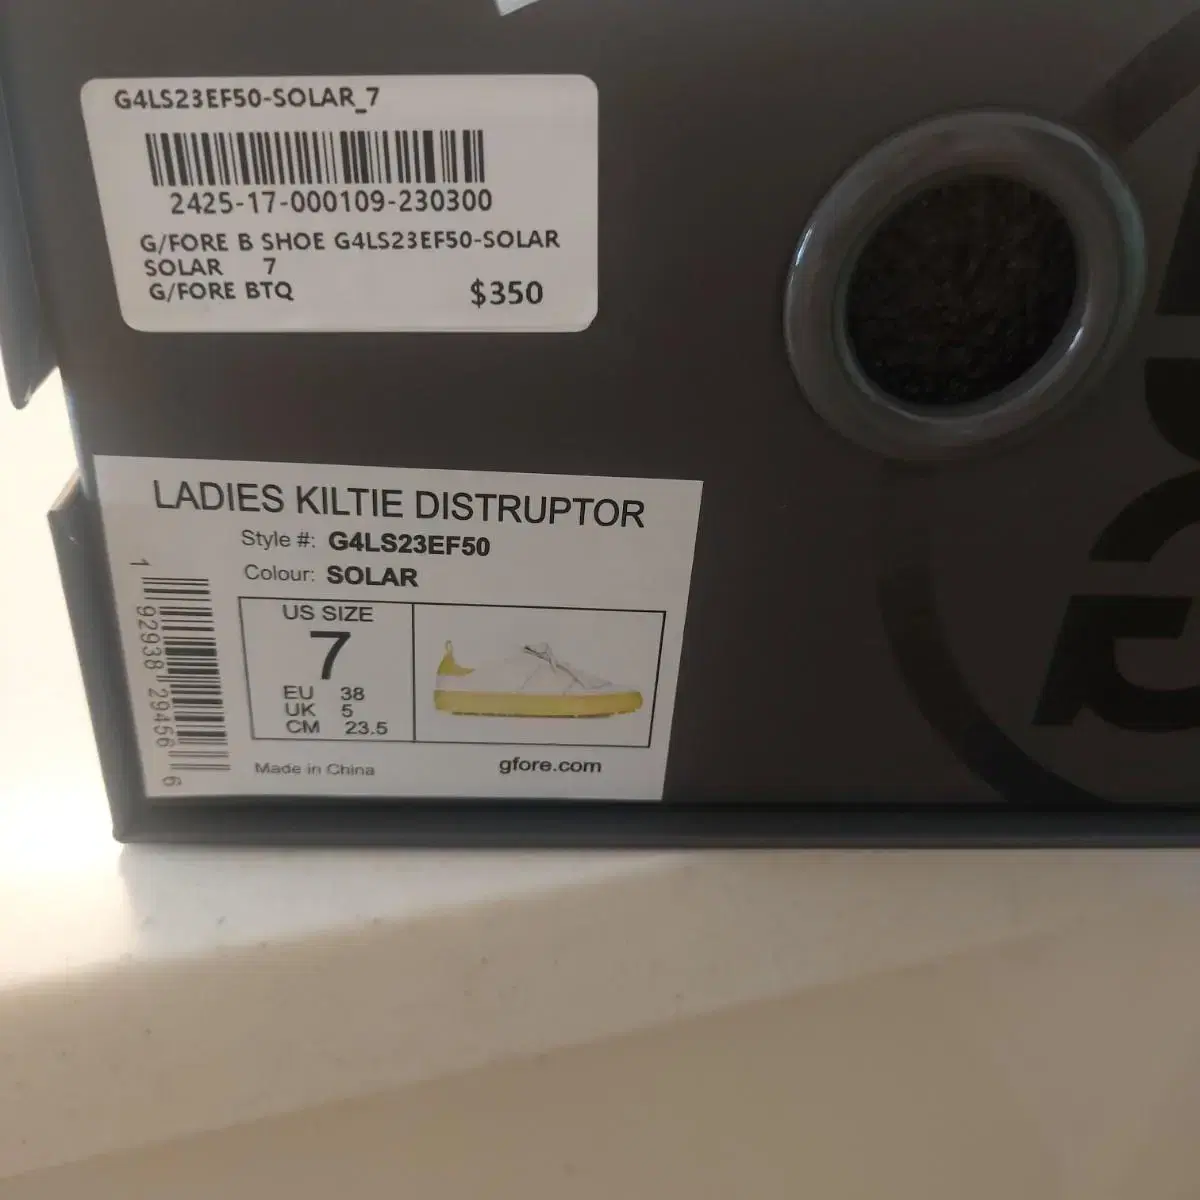 G4LS23EF50-SOLAR_7
2425-17-000109-230300
G/FORE B SHOE G4LS23EF50-SOLAR
SOLAR 7
G/FORE BTQ $350
LADIES KILTIE DISTRUPTOR
Style #: G4LS23EF50
Colour: SOLAR
1 92938 29456 6
US SIZE
7
EU 38
UK 5
CM 23.5
Made in China gfore.com